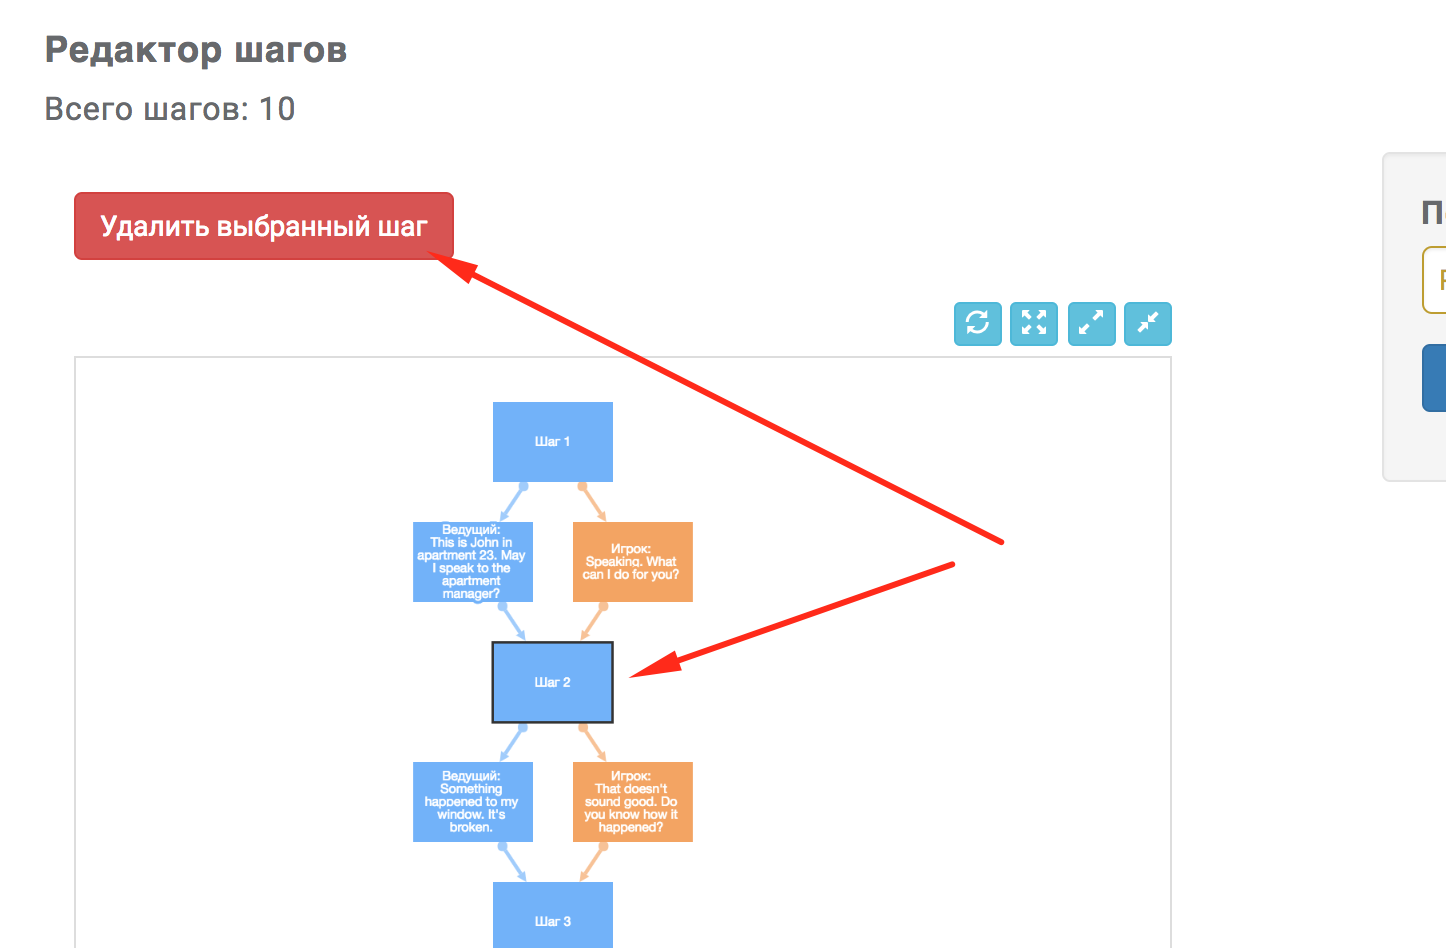 Редактор шагов
Всего шагов: 10
Удалить выбранный шаг
Шаг 1
Ведущий:
This is John in
apartment 23. May
I speak to the
apartment
manager?
Игрок:
Speaking. What
can I do for you?
Шаг 2
Ведущий:
Something
happened to my
window. It's
broken.
Игрок:
That doesn't
sound good. Do
you know how it
happened?
Шаг 3